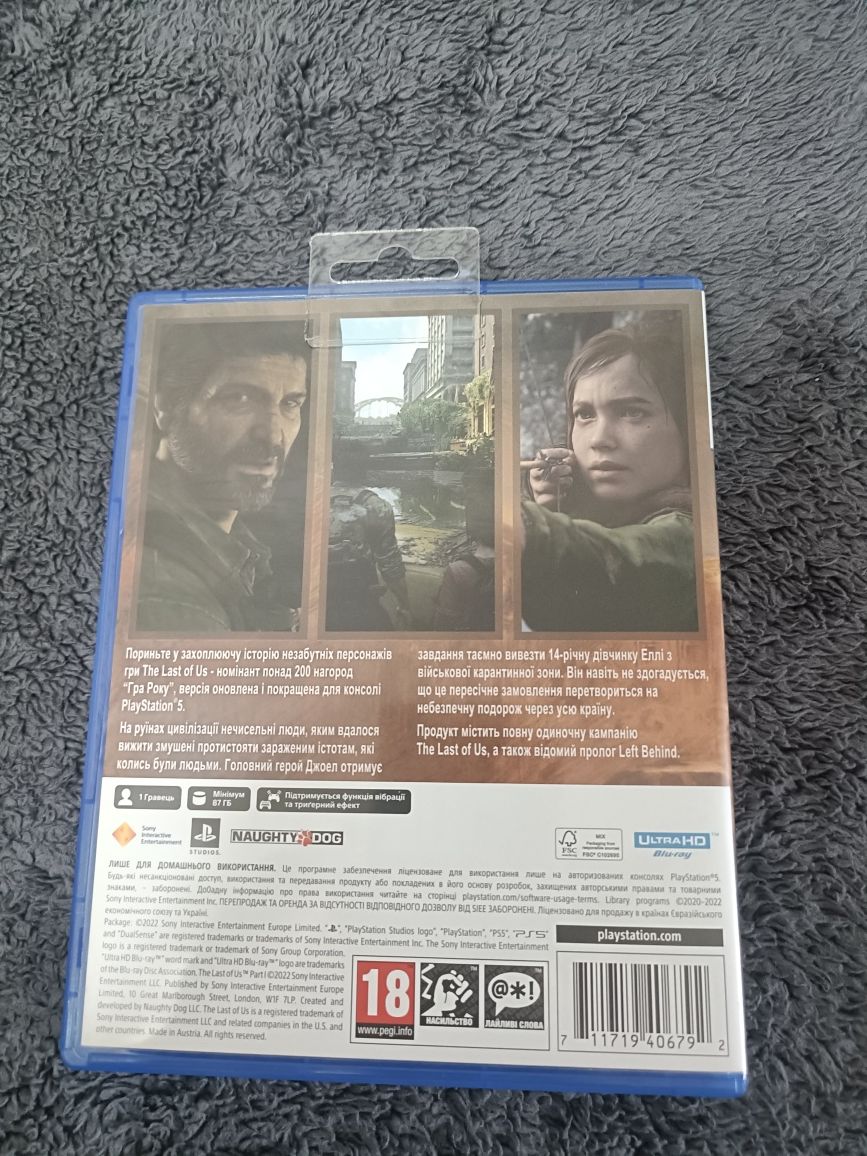 Пориньте у захоплюючу історію незабутніх персонажів
гри The Last of Us - номінант понад 200 нагород
“Гра Року”, версія оновлена і покращена для консолі
PlayStation®5.
На руїнах цивілізації нечисельні люди, яким вдалося
вижити змушені протистояти зараженим істотам, які
колись були людьми. Головний герой Джоел отримує
завдання таємно вивезти 14-річну дівчинку Еллі з
військової карантинної зони. Він навіть не здогадується,
що це пересічне замовлення перетвориться на
небезпечну подорож через усю країну.
Продукт містить повну одиночну кампанію
The Last of Us, а також відомий пролог Left Behind.
1 Гравець
Мінімум
87 ГБ
Підтримується функція вібрації
та тригерний ефект
Sony
Interactive
Entertainment
STUDIOS
NAUGHTY DOG
FSC
MIX
Packaging from
responsible sources
FSC® C102695
ULTRA HD™
Blu-ray
ЛИШЕ ДЛЯ ДОМАШНЬОГО ВИКОРИСТАННЯ. Це програмне забезпечення ліцензоване для використання лише на авторизованих консолях PlayStation®5.
Будь-які несанкціоновані доступ, використання та передавання продукту або покладених в його основу розробок, захищених авторськими правами та товарними
знаками, – заборонені. Додатну інформацію про права використання читайте на сторінці playstation.com/software-usage-terms. Library programs ©2020-2022
Sony Interactive Entertainment Inc. ПЕРЕПРОДАЖ ТА ОРЕНДА ЗА ВІДСУТНОСТІ ВІДПОВІДНОГО ДОЗВОЛУ ВІД SIEE ЗАБОРОНЕНІ. Ліцензовано для продажу в країнах Євразійського
економічного союзу та Україні.
Package: ©2022 Sony Interactive Entertainment Europe Limited. "PS", "PlayStation Studios logo", "PlayStation", "PS5", "PS5"
and "DualSense" are registered trademarks or trademarks of Sony Interactive Entertainment Inc. The Sony Interactive Entertainment
logo is a registered trademark or trademark of Sony Group Corporation.
"Ultra HD Blu-ray™" word mark and "Ultra HD Blu-ray™" logo are trademarks
of the Blu-ray Disc Association. The Last of Us™ Part I ©2022 Sony Interactive
Entertainment LLC. Published by Sony Interactive Entertainment Europe
Limited, 10 Great Marlborough Street, London, W1F 7LP. Created and
developed by Naughty Dog LLC. The Last of Us is a registered trademark of
Sony Interactive Entertainment LLC and related companies in the U.S. and
other countries. Made in Austria. All rights reserved.
playstation.com
18
www.pegi.info
НАСИЛЬСТВО
@*!
ЛАЙЛИВІ СЛОВА
7 11719 40679 2